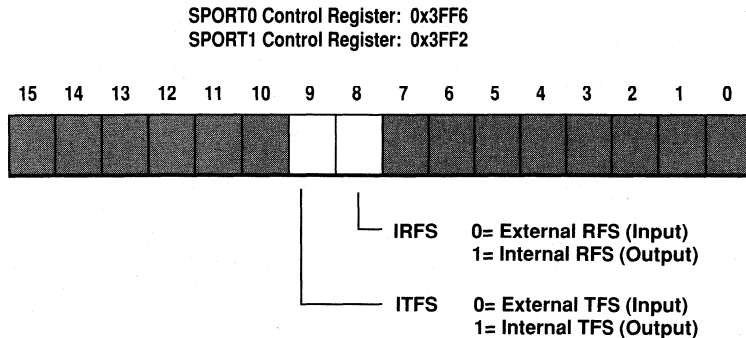 SPORT0 Control Register: 0x3FF6
SPORT1 Control Register: 0x3FF2
15 14 13 12 11 10 9 8 7 6 5 4 3 2 1 0
IRFS 0= External RFS (Input)
1= Internal RFS (Output)
ITFS 0= External TFS (Input)
1= Internal TFS (Output)